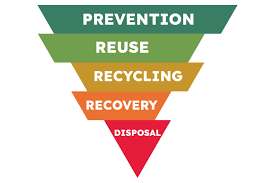 PREVENTION
REUSE
RECYCLING
RECOVERY
DISPOSAL